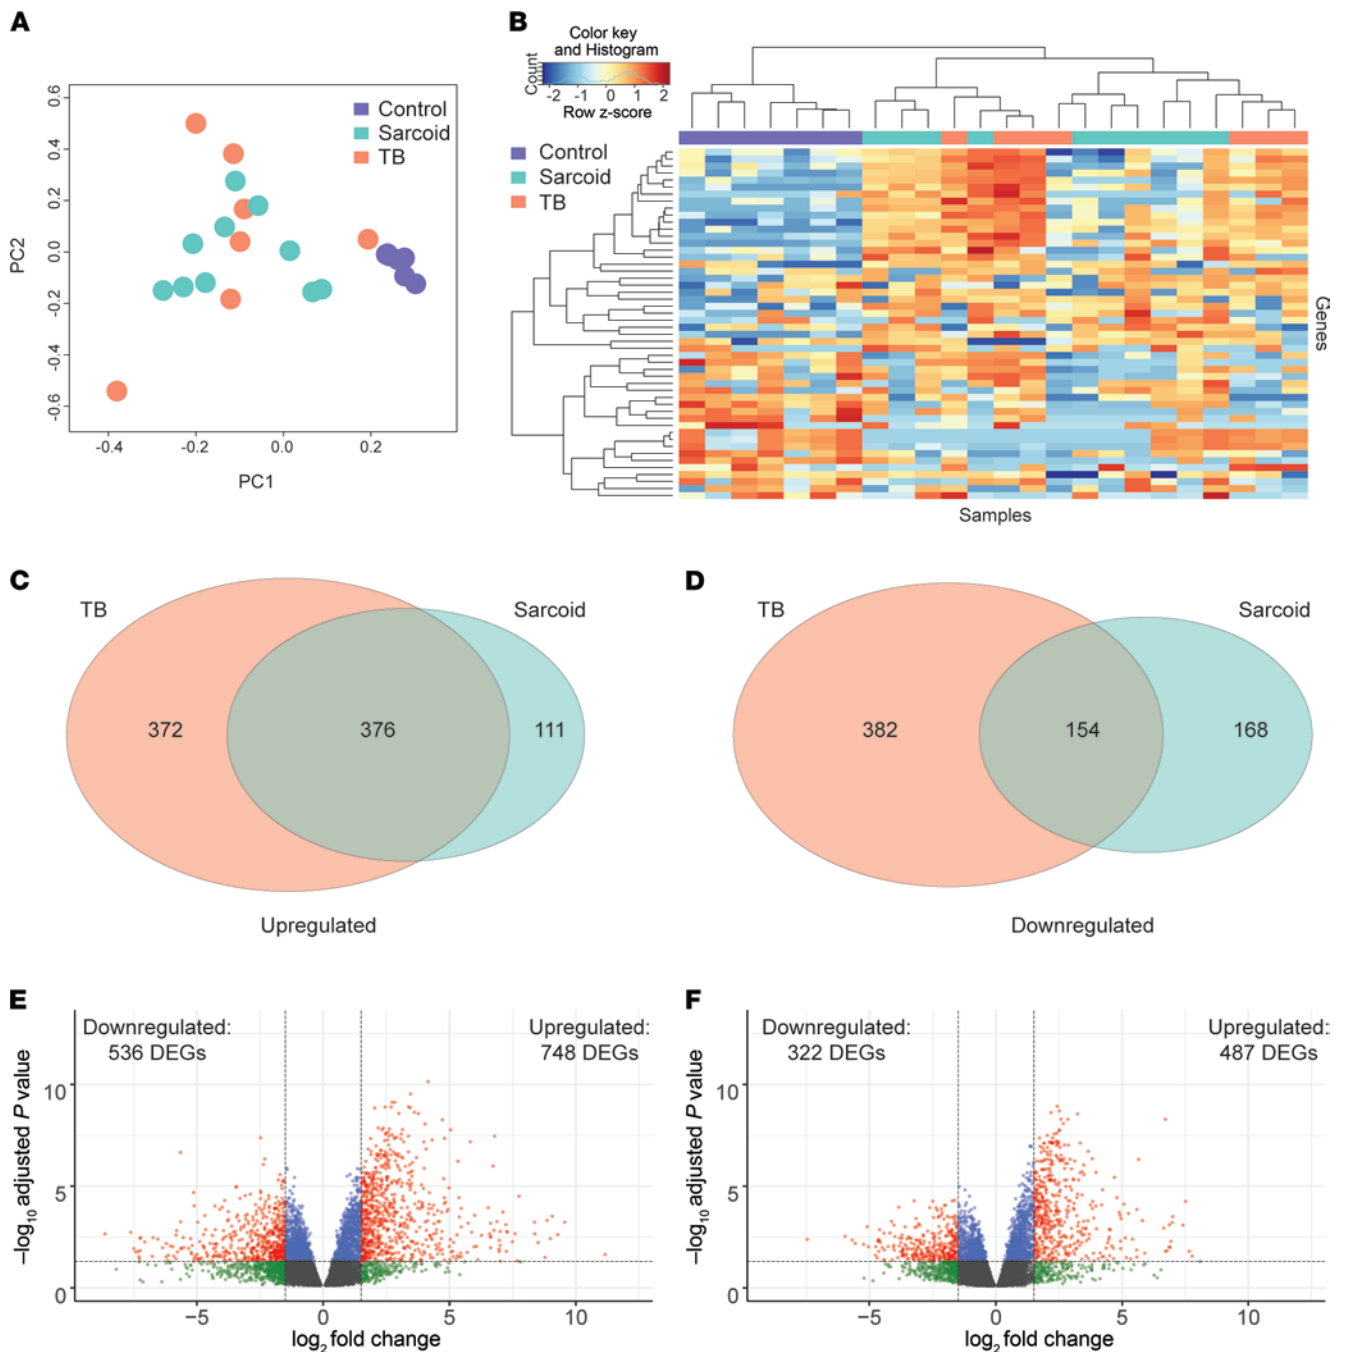 A
0.6
0.4
0.2
0.0
-0.2
-0.4
-0.6
PC2
-0.4
-0.2
0.0
0.2
PC1
Control
Sarcoid
TB
B
Color key
and Histogram
Count
-2
-1
0
1
2
Row z-score
Control
Sarcoid
TB
Genes
Samples
C
TB
Sarcoid
372
376
111
Upregulated
D
TB
Sarcoid
382
154
168
Downregulated
E
Downregulated:
536 DEGs
Upregulated:
748 DEGs
–log10 adjusted P value
10
5
0
−5
0
5
10
log2 fold change
F
Downregulated:
322 DEGs
Upregulated:
487 DEGs
–log10 adjusted P value
10
5
0
−5
0
5
10
log2 fold change